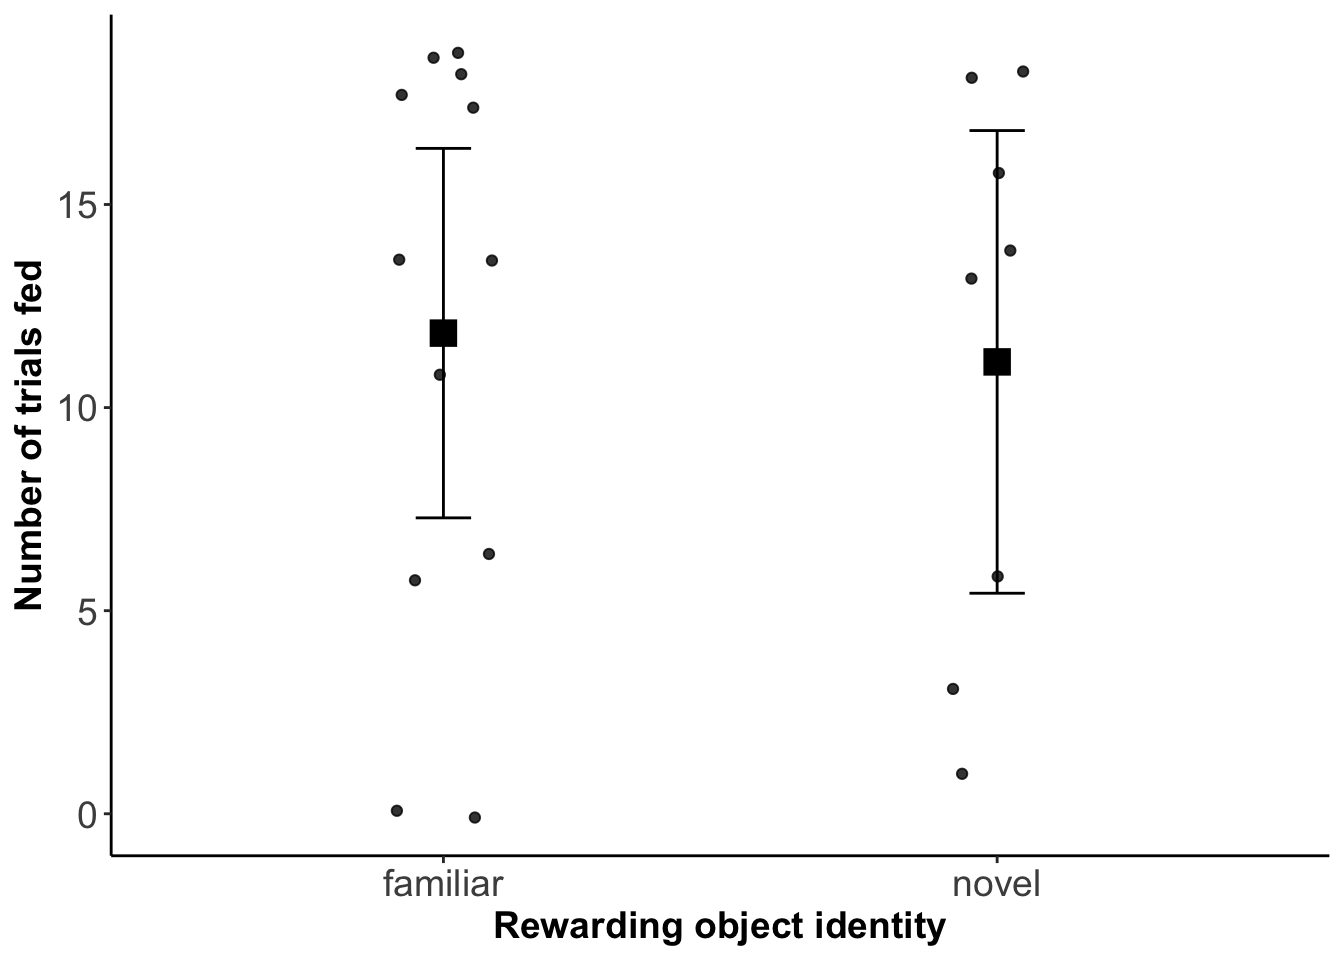 Number of trials fed
15
10
5
0
familiar
novel
Rewarding object identity